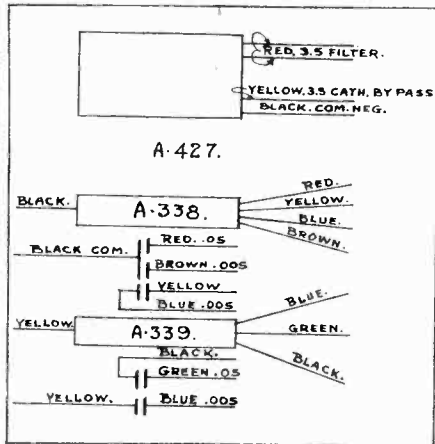 RED, 3.5 FILTER.
YELLOW, 3.5 CATH, BY PASS
BLACK. COM. NEG.
A-427.
BLACK.
A-338.
RED.
YELLOW.
BLUE.
BROWN.
BLACK COM.
RED. .05
BROWN .005
YELLOW
BLUE .005
YELLOW.
A-339.
BLUE.
GREEN.
BLACK.
BLACK.
GREEN .05
YELLOW.
BLUE .005